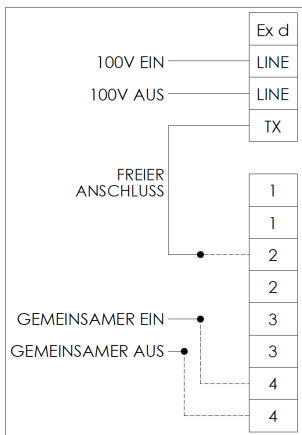 Ex d
100V EIN LINE
100V AUS LINE
TX
FREIER
ANSCHLUSS
1
1
2
2
GEMEINSAMER EIN 3
GEMEINSAMER AUS 3
4
4